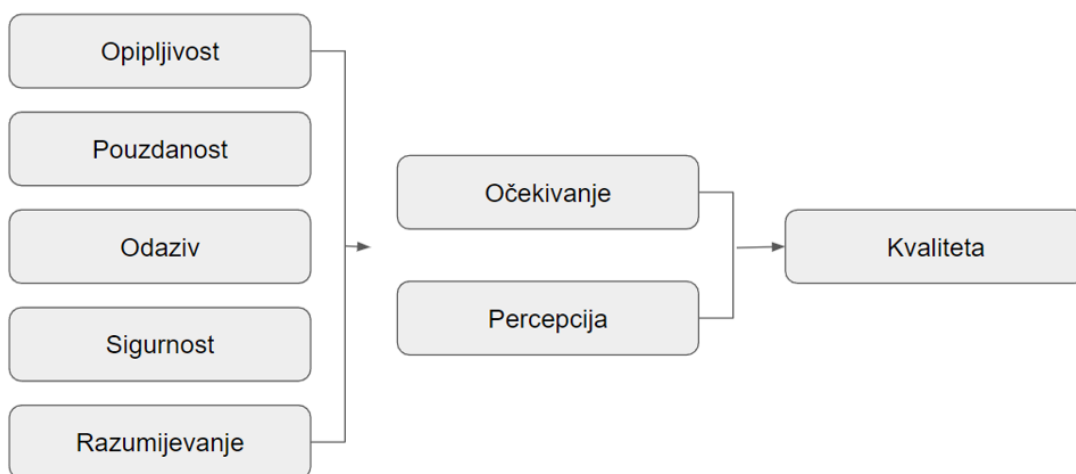 Opipljivost
Pouzdanost
Odaziv
Sigurnost
Razumijevanje
Očekivanje
Percepcija
Kvaliteta